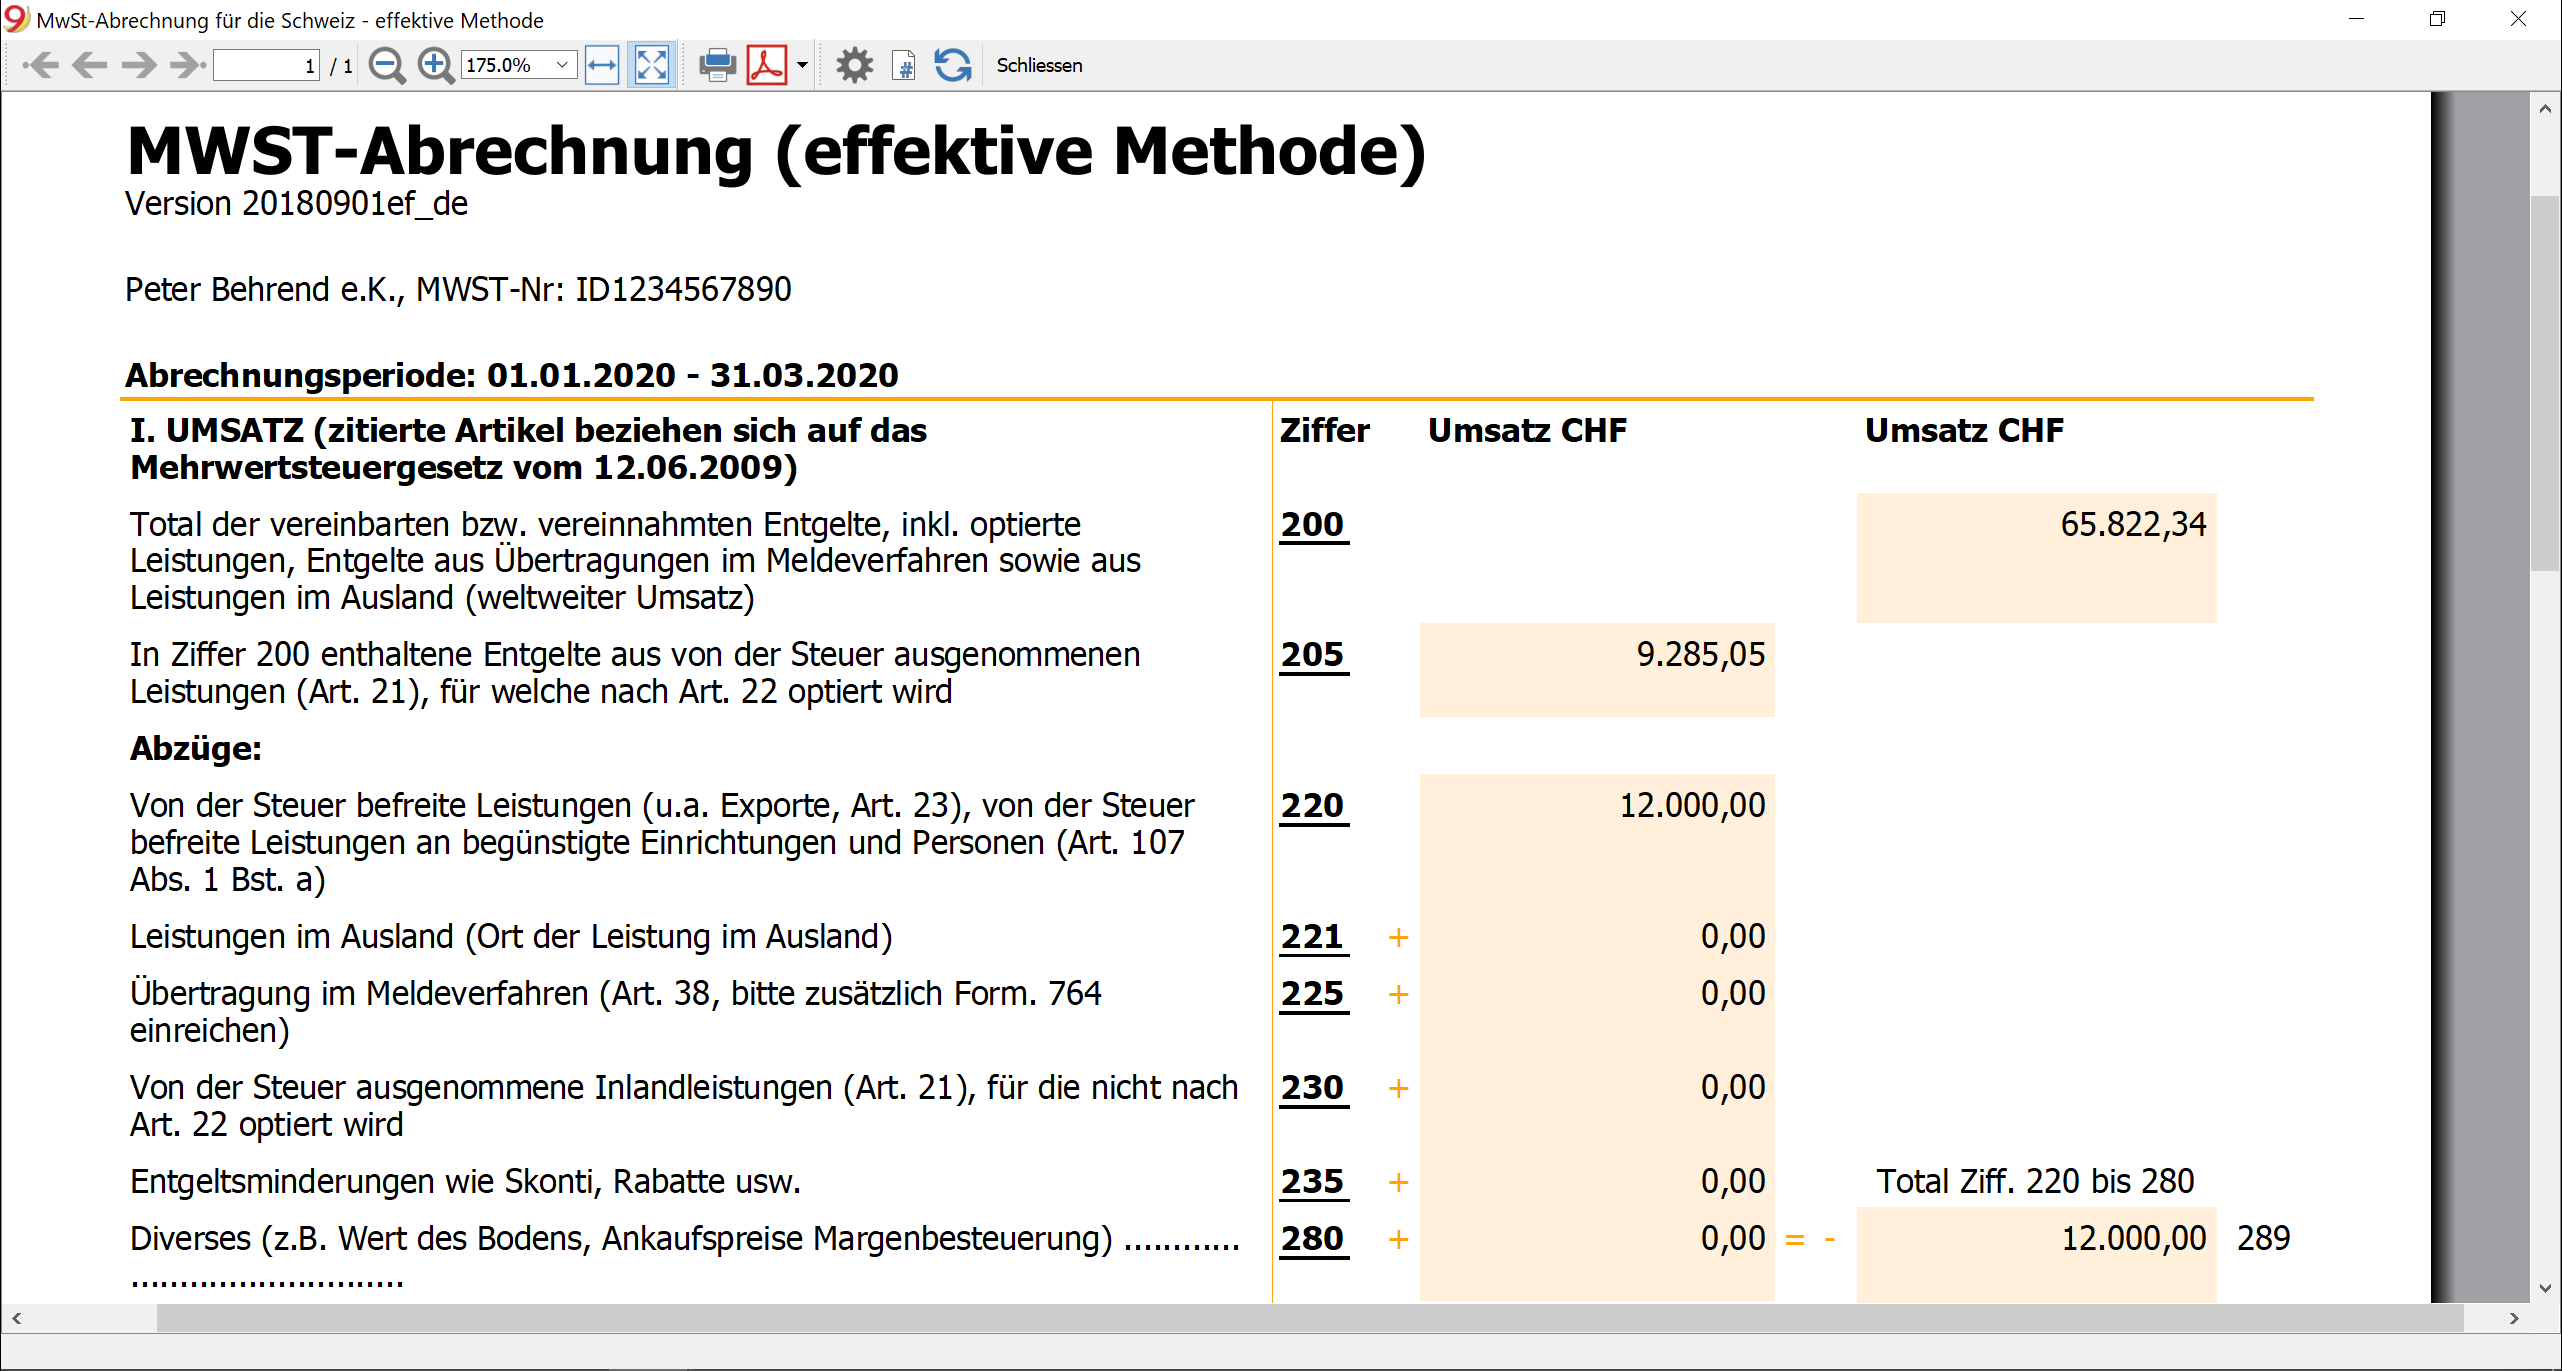 MwSt-Abrechnung für die Schweiz - effektive Methode
1 / 1 175.0% Schliessen
MWST-Abrechnung (effektive Methode)
Version 20180901ef_de
Peter Behrend e.K., MWST-Nr: ID1234567890
Abrechnungsperiode: 01.01.2020 - 31.03.2020
I. UMSATZ (zitierte Artikel beziehen sich auf das Ziffer Umsatz CHF Umsatz CHF
Mehrwertsteuergesetz vom 12.06.2009)
Total der vereinbarten bzw. vereinnahmten Entgelte, inkl. optierte 200 65.822,34
Leistungen, Entgelte aus Übertragungen im Meldeverfahren sowie aus
Leistungen im Ausland (weltweiter Umsatz)
In Ziffer 200 enthaltene Entgelte aus von der Steuer ausgenommenen 205 9.285,05
Leistungen (Art. 21), für welche nach Art. 22 optiert wird
Abzüge:
Von der Steuer befreite Leistungen (u.a. Exporte, Art. 23), von der Steuer 220 12.000,00
befreite Leistungen an begünstigte Einrichtungen und Personen (Art. 107
Abs. 1 Bst. a)
Leistungen im Ausland (Ort der Leistung im Ausland) 221 + 0,00
Übertragung im Meldeverfahren (Art. 38, bitte zusätzlich Form. 764 225 + 0,00
einreichen)
Von der Steuer ausgenommene Inlandleistungen (Art. 21), für die nicht nach 230 + 0,00
Art. 22 optiert wird
Entgeltsminderungen wie Skonti, Rabatte usw. 235 + 0,00 Total Ziff. 220 bis 280
Diverses (z.B. Wert des Bodens, Ankaufspreise Margenbesteuerung) ............ 280 + 0,00 = - 12.000,00 289
............................